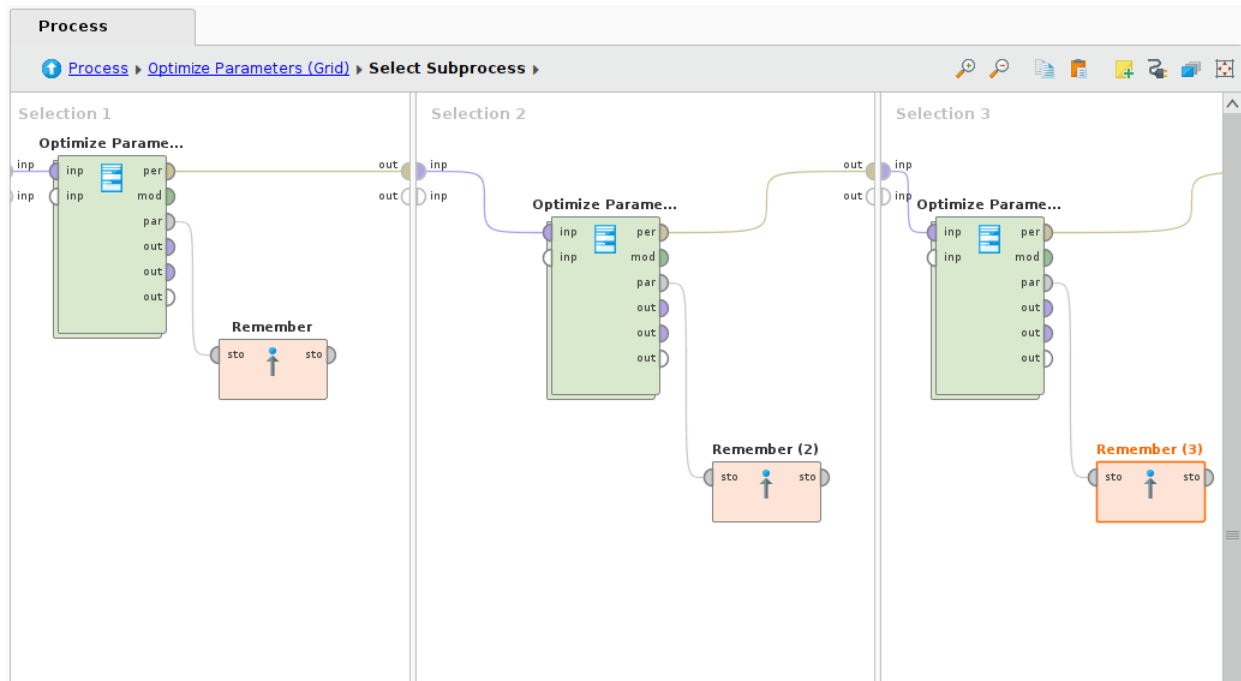 Process
Process Optimize Parameters (Grid) Select Subprocess
Selection 1
Optimize Parame...
inp
inp
inp
inp
per
mod
par
out
out
out
out
out
Remember
sto
sto
Selection 2
inp
inp
Optimize Parame...
inp
inp
per
mod
par
out
out
out
out
out
Remember (2)
sto
sto
Selection 3
inp
inp
Optimize Parame...
inp
inp
per
mod
par
out
out
out
Remember (3)
sto
sto